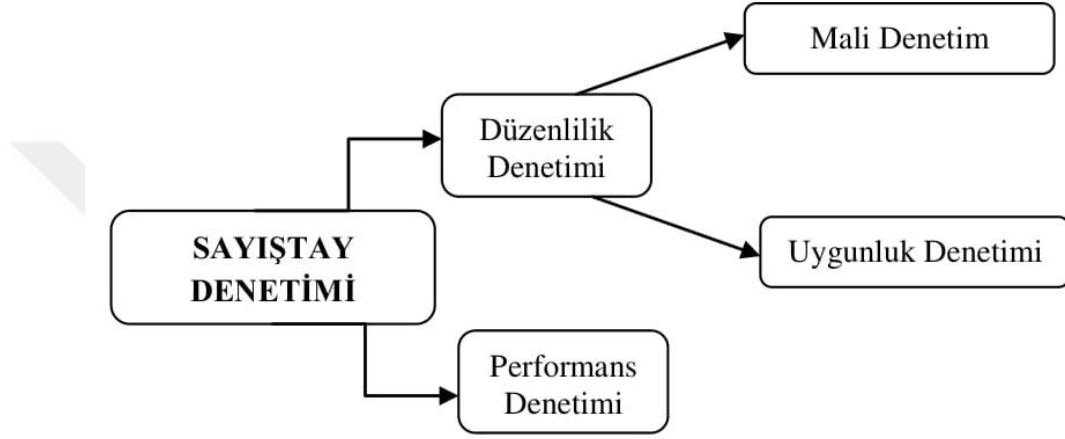 Mali Denetim
Düzenlilik
Denetimi
Uygunluk Denetimi
SAYIŞTAY
DENETİMİ
Performans
Denetimi